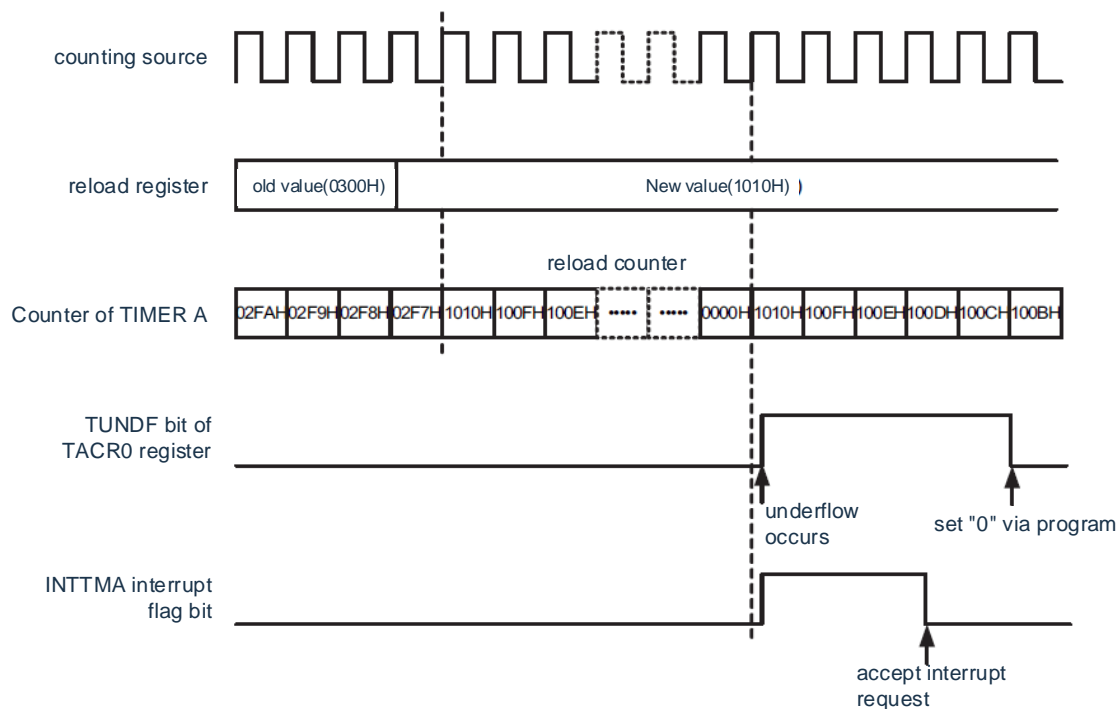 counting source
reload register
old value(0300H)
New value(1010H) )
reload counter
Counter of TIMER A
02FAH 02F9H 02F8H 02F7H 1010H 100FH 100EH ••••• ••••• 0000H 1010H 100FH 100EH 100DH 100CH 100BH
TUNDF bit of
TACR0 register
underflow
occurs
set "0" via program
INTTMA interrupt
flag bit
accept interrupt
request